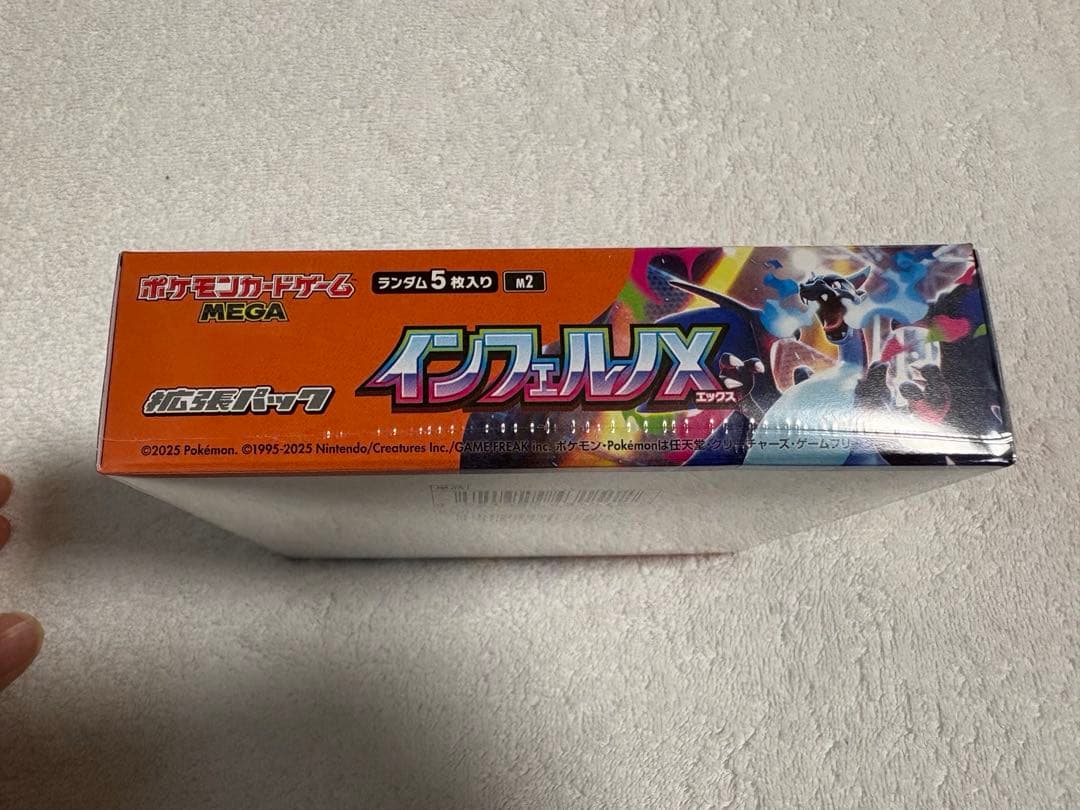 ポケモンカードゲーム
MEGA
ランダム5枚入り M2
インフェルノX
エックス
拡張パック
©2025 Pokémon. ©1995-2025 Nintendo/Creatures Inc./GAME FREAK inc. ポケモン・Pokémonは任天堂・クリーチャーズ・ゲームフリー